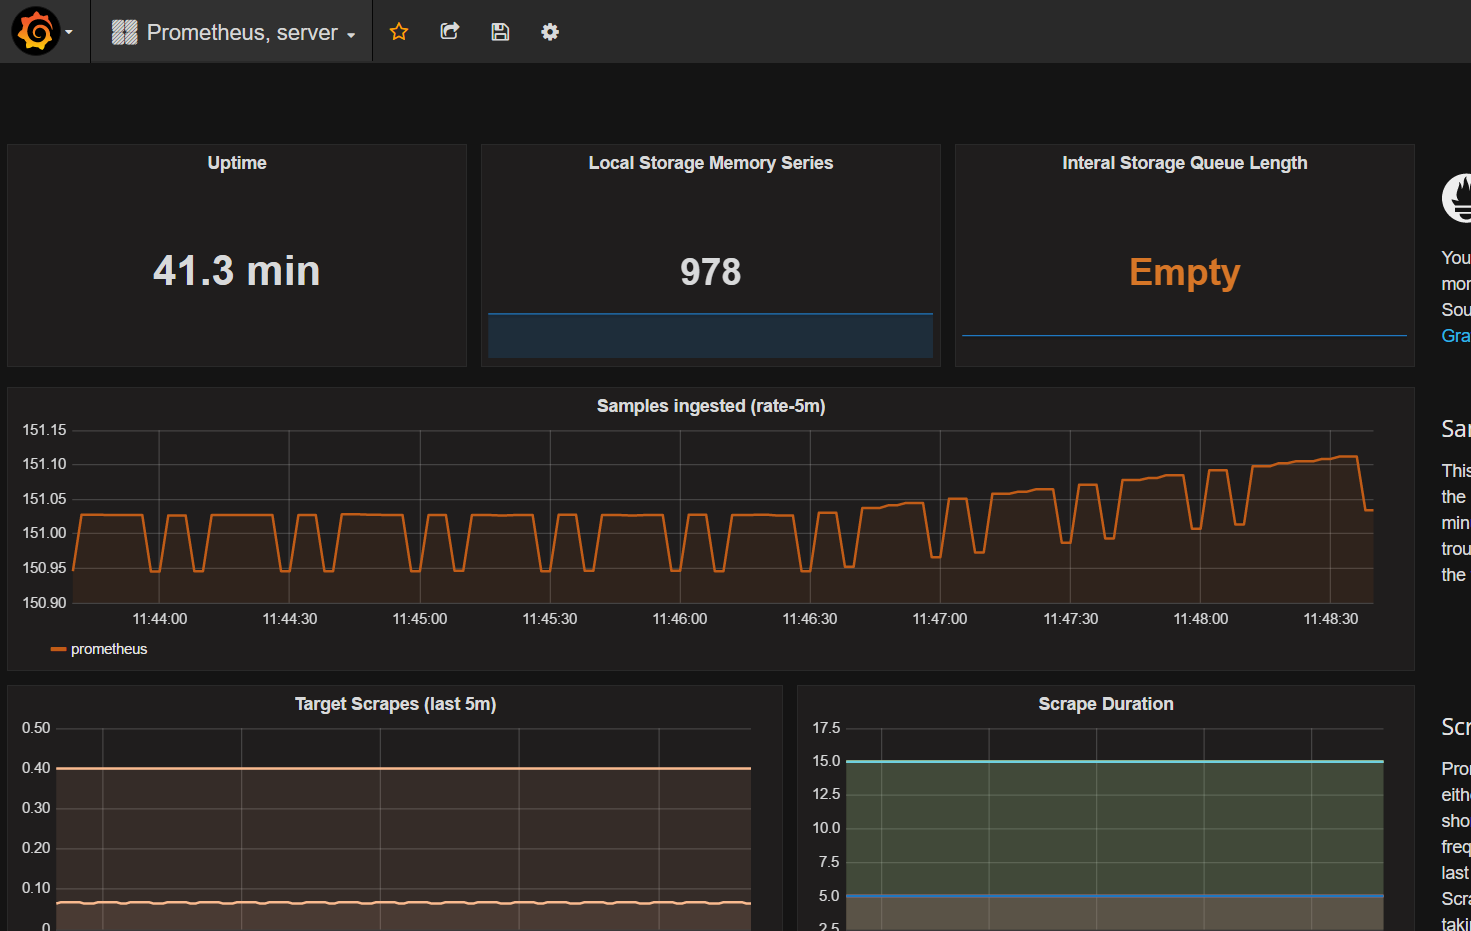 Prometheus, server
Uptime
41.3 min
Local Storage Memory Series
978
Interal Storage Queue Length
Empty
You
Sou
Gra
Samples ingested (rate-5m)
151.15
151.10
151.05
151.00
150.95
150.90
11:44:00 11:44:30 11:45:00 11:45:30 11:46:00 11:46:30 11:47:00 11:47:30 11:48:00 11:48:30
prometheus
This
the
min
trou
the
Target Scrapes (last 5m)
0.50
0.40
0.30
0.20
0.10
0
Scrape Duration
17.5
15.0
12.5
10.0
7.5
5.0
2.5
Scr
eith
sho
freq
last